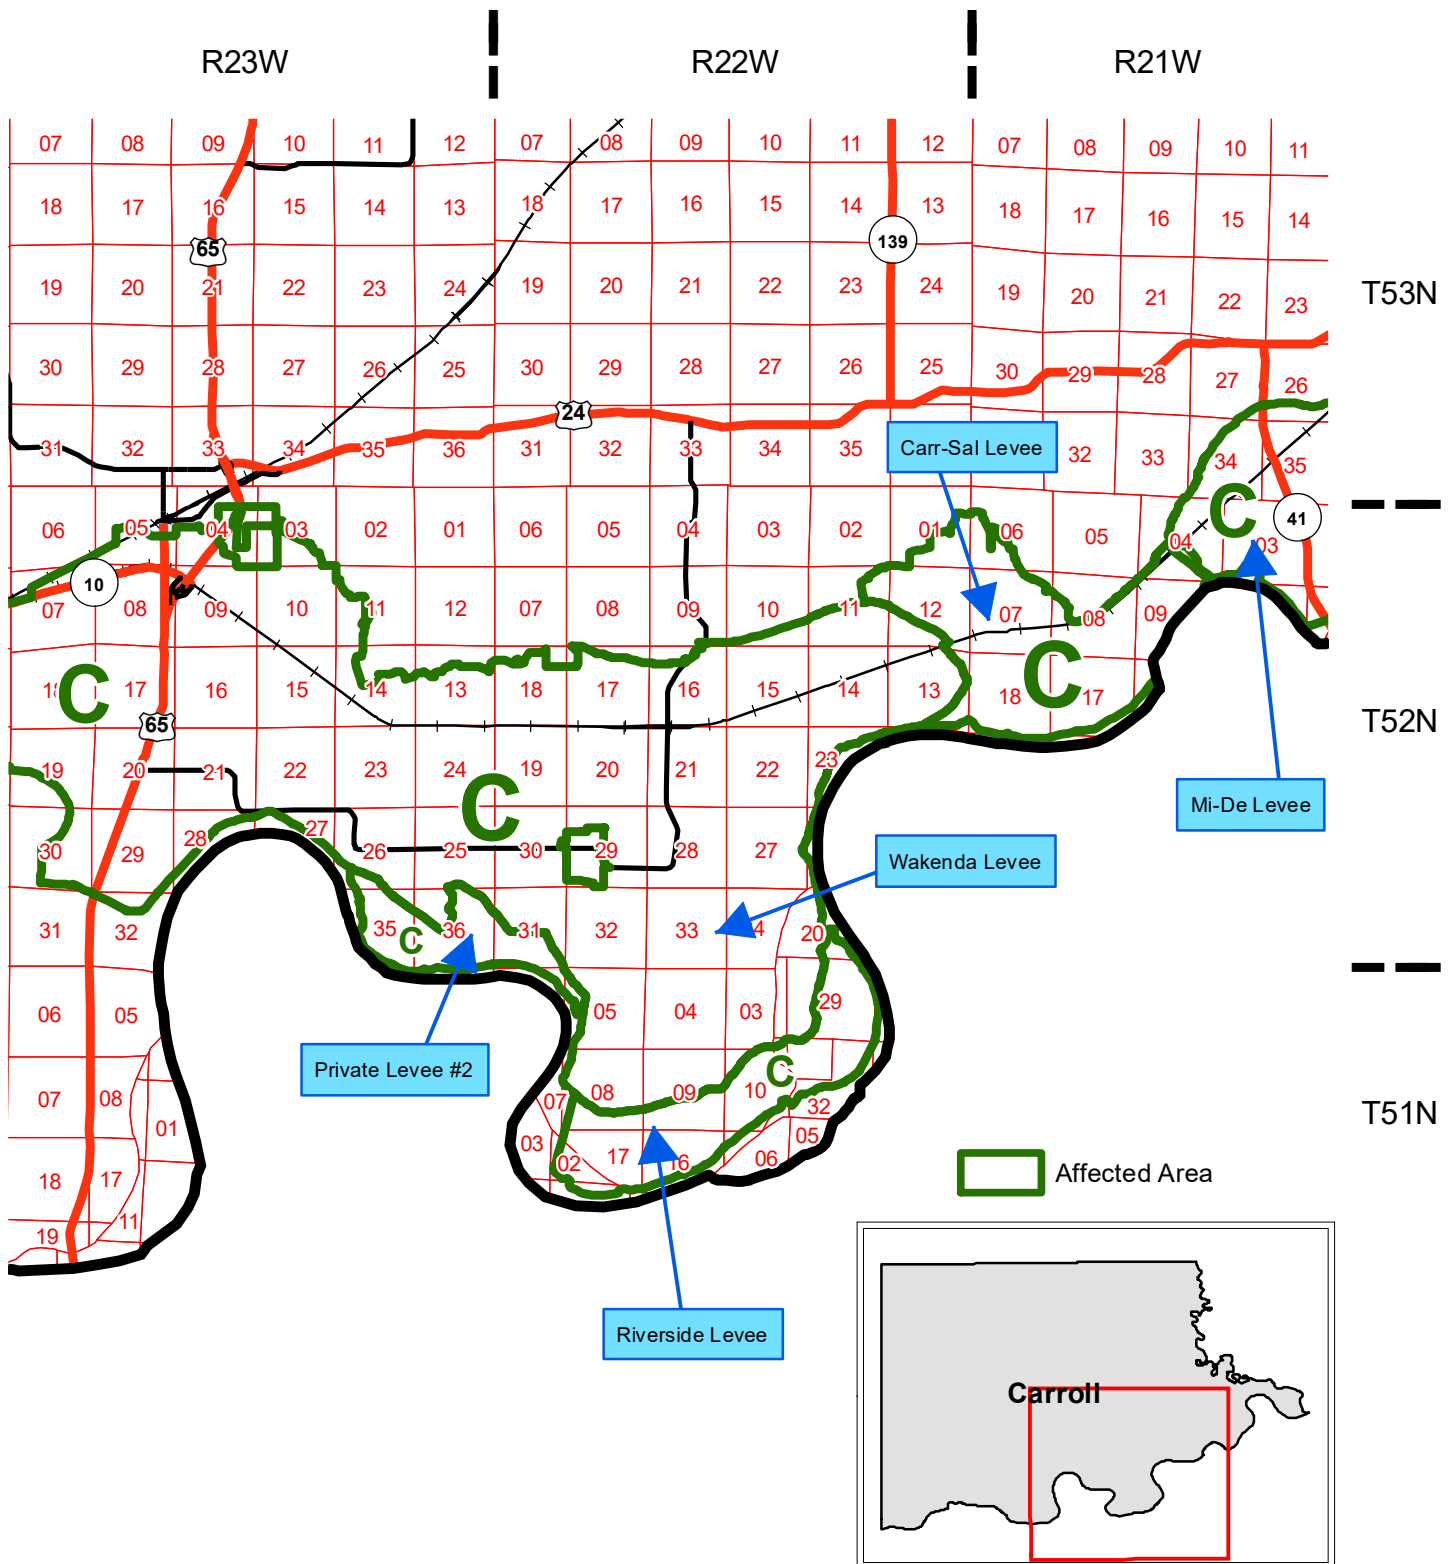 R23W R22W R21W
07 08 09 10 11 12 07 08 09 10 11 12 07 08 09 10 11
18 17 16 15 14 13 18 17 16 15 14 13 18 17 16 15 14
65 139
19 20 21 22 23 24 19 20 21 22 23 24 19 20 21 22 23
T53N
30 29 28 27 26 25 30 29 28 27 26 25 30 29 28 27 26
24
31 32 33 34 35 36 31 32 33 34 35 32 33 34 35
Carr-Sal Levee
C
41
06 05 04 03 02 01 06 05 04 03 02 01 06 05 04 03
10
07 08 09 10 11 12 07 08 09 10 11 12 07 08 09
C C
18 17 16 15 14 13 18 17 16 15 14 13 18 17
65
T52N
19 20 21 22 23 24 19 20 21 22 23
C
Mi-De Levee
30 29 28 27 26 25 30 29 28 27
Wakenda Levee
31 32 35 C 36 31 32 33 34 20
06 05 05 04 03 29
Private Levee #2
C
07 08 01 07 08 09 10 32
T51N
18 17 03 02 17 16 06 05
19 11
Affected Area
Riverside Levee
Carroll